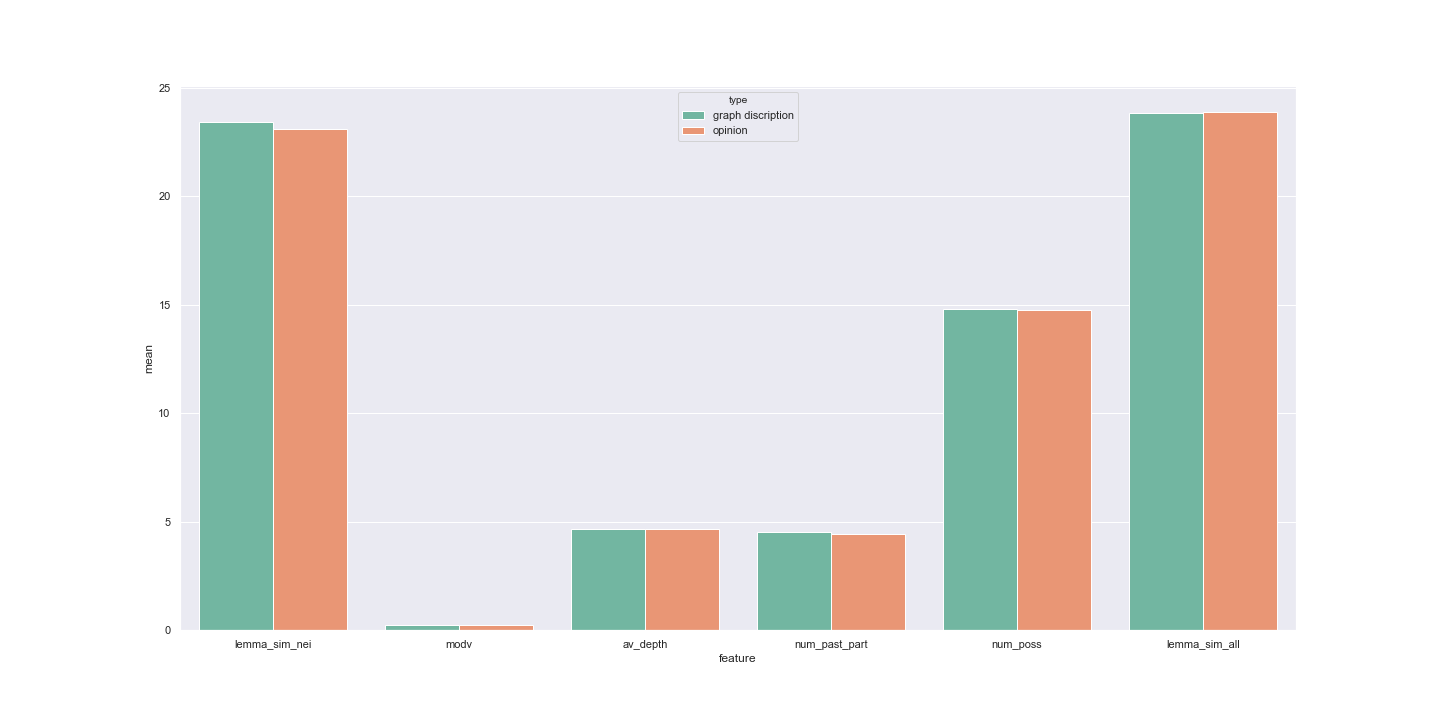 25
20
15
10
5
0
mean
type
graph discription
opinion
lemma_sim_nei
modv
av_depth
num_past_part
num_poss
lemma_sim_all
feature